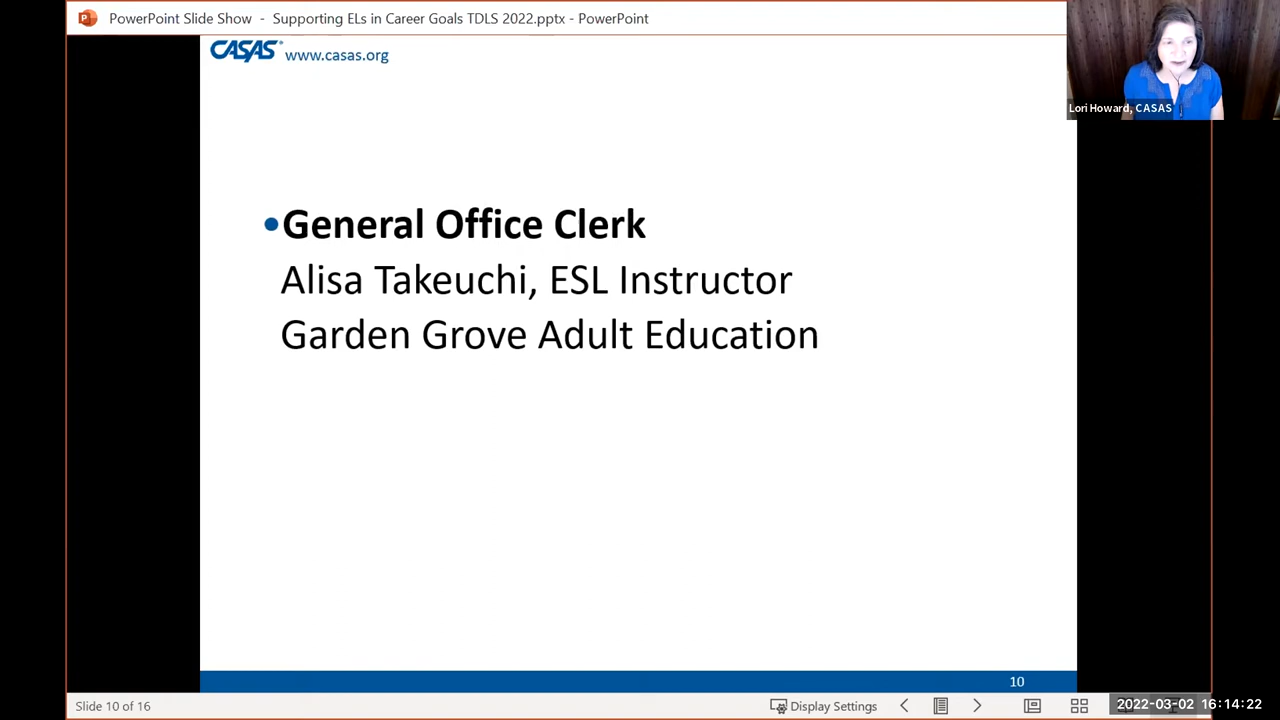 PowerPoint Slide Show - Supporting ELs in Career Goals TDLS 2022.pptx - PowerPoint
CASAS www.casas.org
Lori Howard, CASAS
•General Office Clerk
Alisa Takeuchi, ESL Instructor
Garden Grove Adult Education
10
Slide 10 of 16
Display Settings
2022-03-02 16:14:22